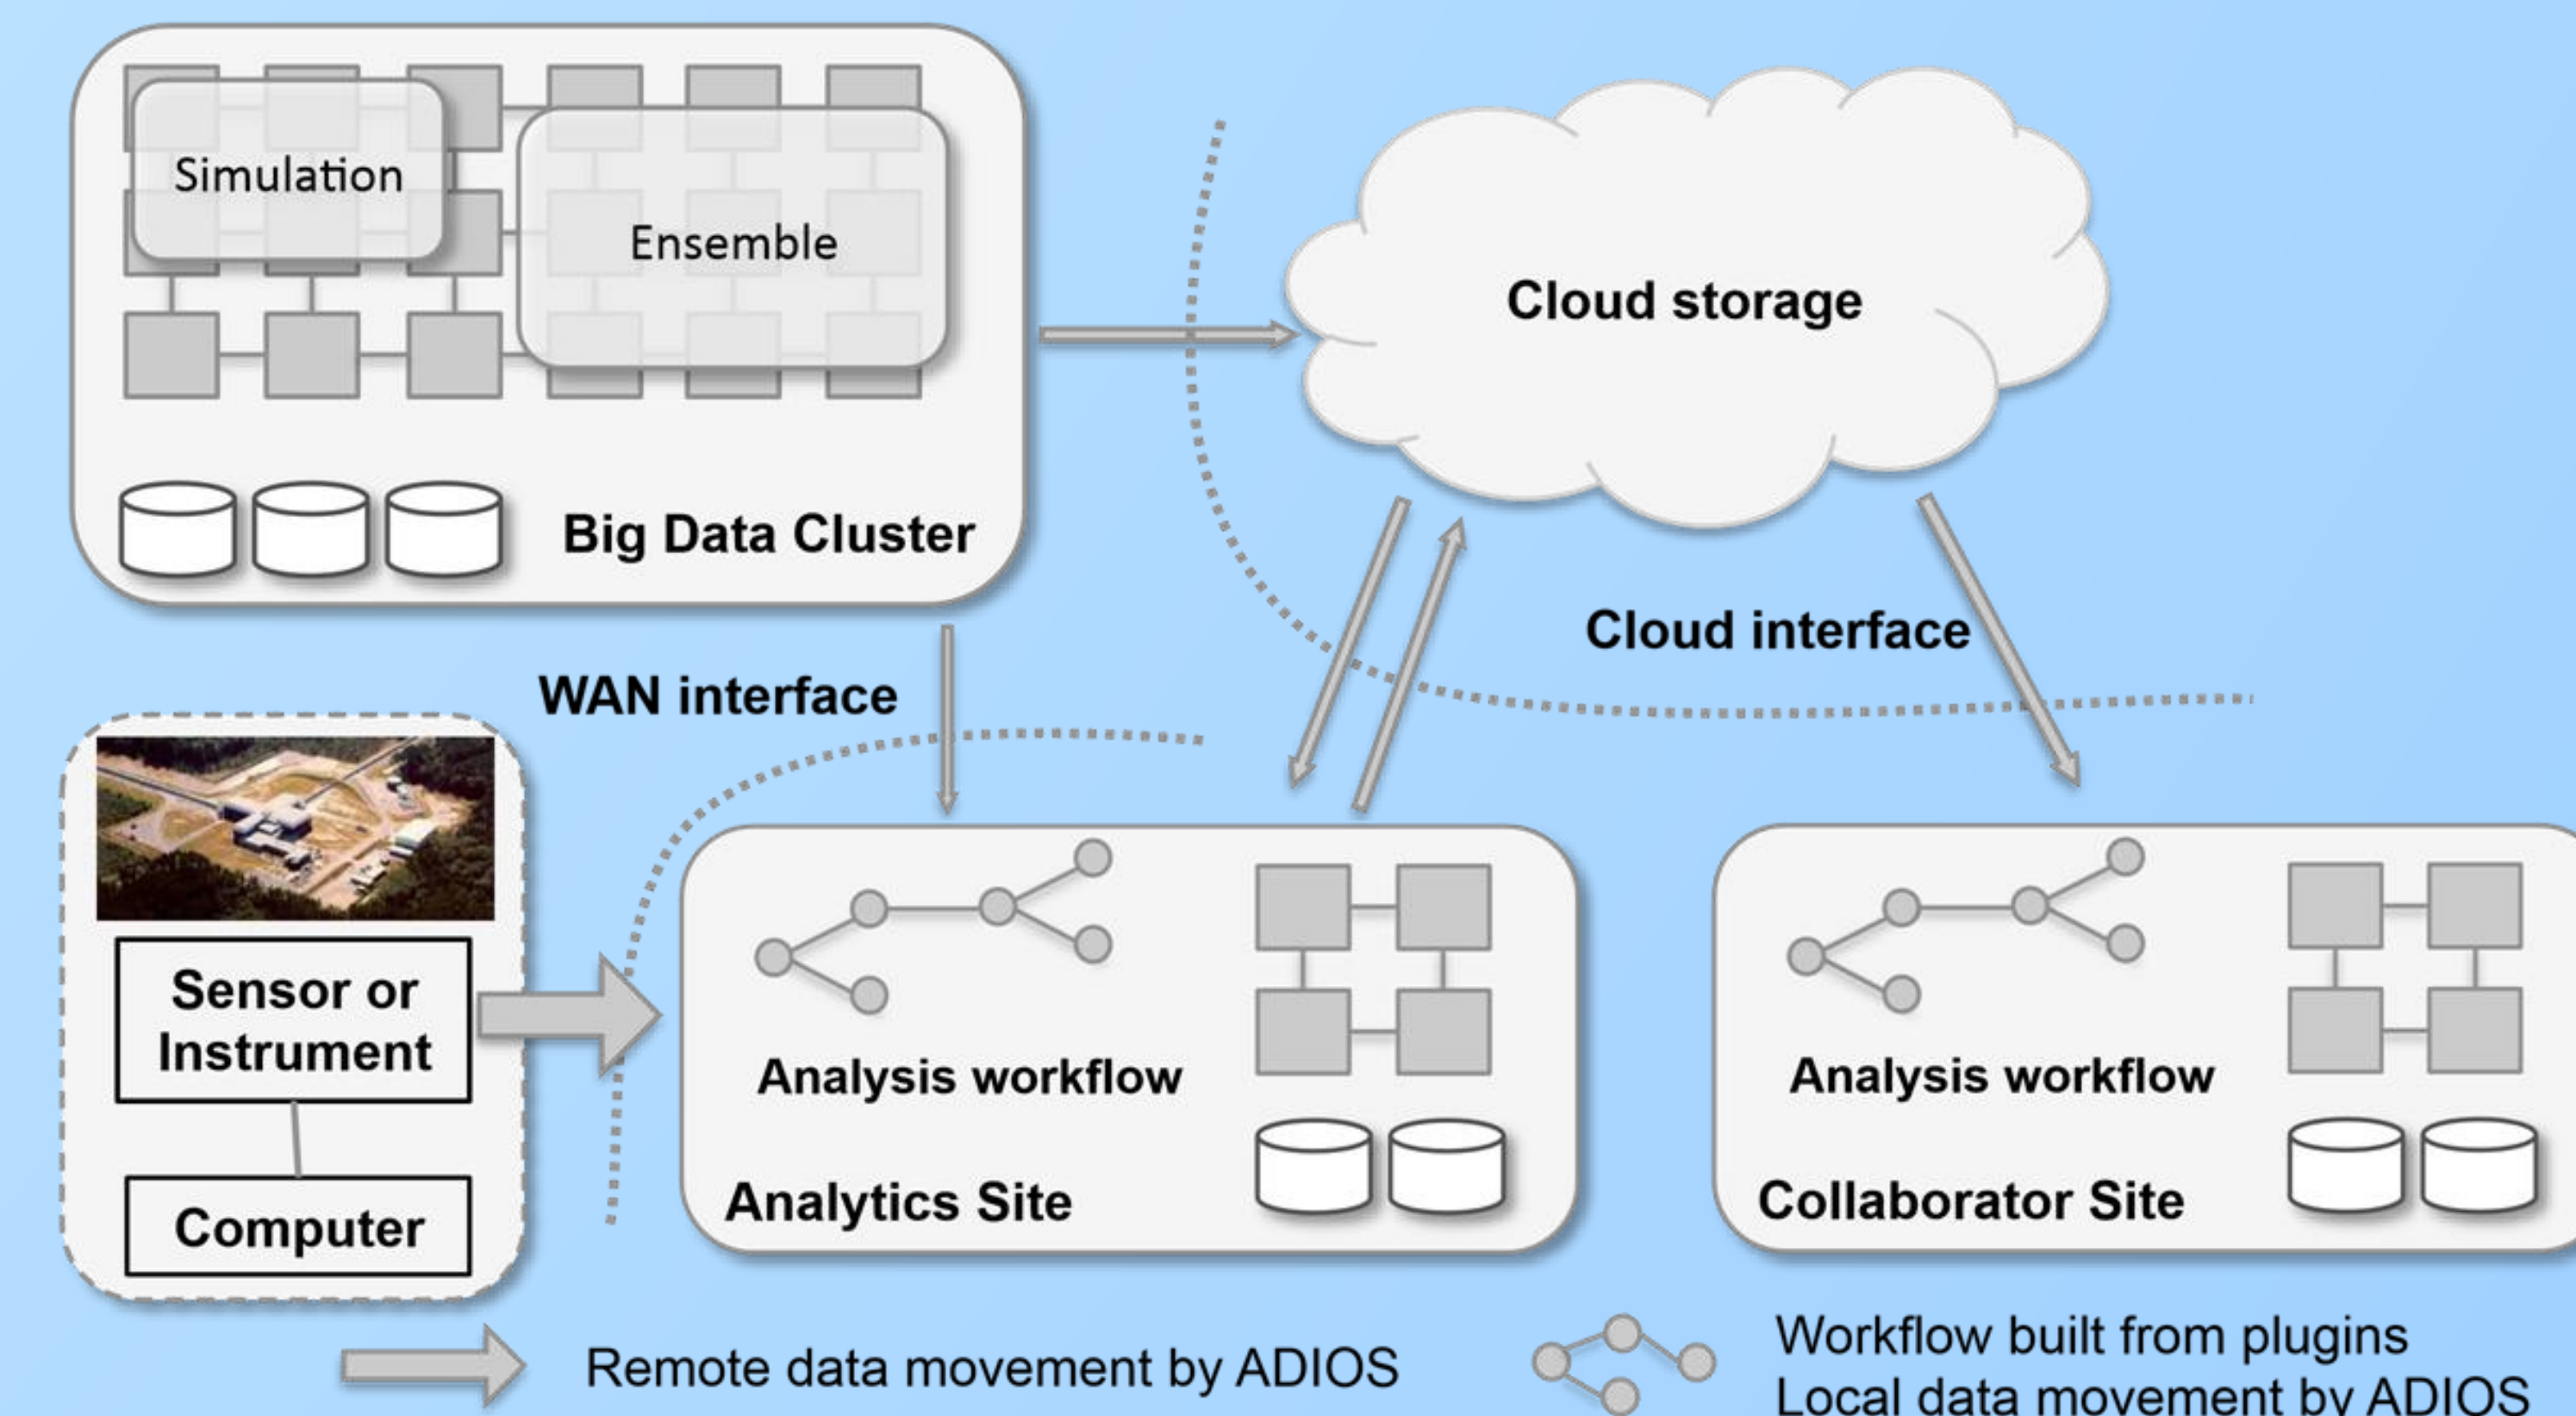 Simulation
Ensemble
Big Data Cluster
Cloud storage
Cloud interface
WAN interface
Sensor or
Instrument
Computer
Analysis workflow
Analytics Site
Analysis workflow
Collaborator Site
Remote data movement by ADIOS
Workflow built from plugins
Local data movement by ADIOS